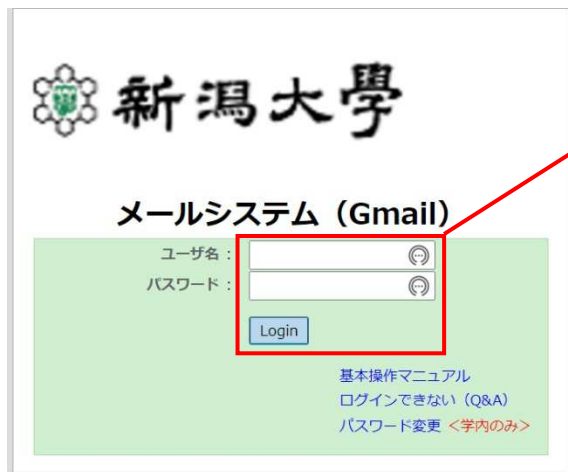 新潟大學
メールシステム（Gmail）
ユーザ名：
パスワード：
Login
基本操作マニュアル
ログインできない（Q&A）
パスワード変更 ＜学内のみ＞